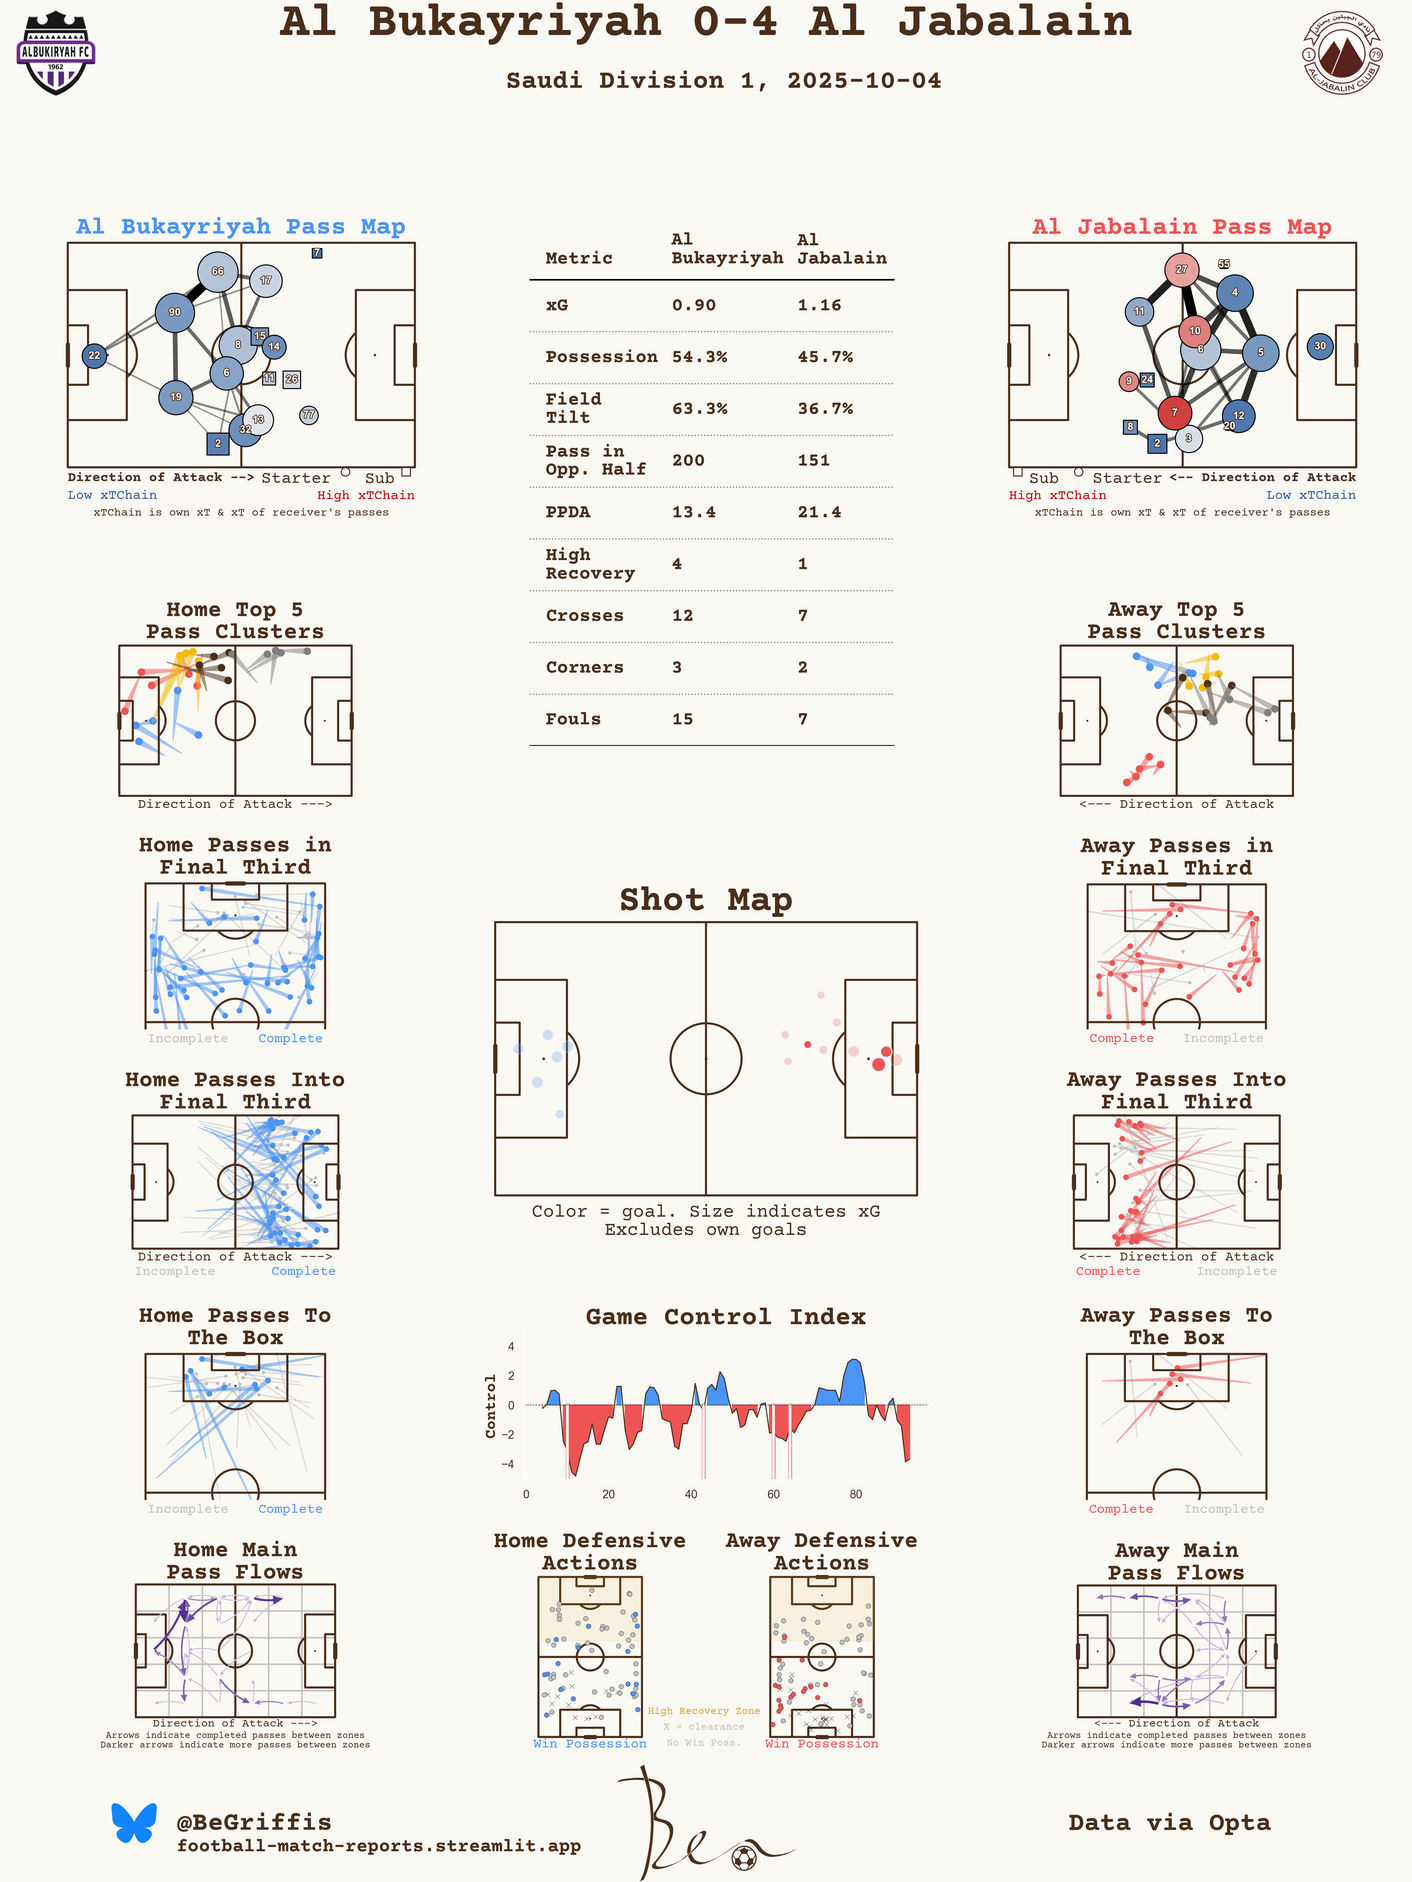 Al Bukayriyah 0-4 Al Jabalain
Saudi Division 1, 2025-10-04
ALBUKIRYAH FC
1962
1
79
AL-JABALIN CLUB
Al Bukayriyah Pass Map
7
66
17
90
15
14
8
22
6
11
26
19
13
77
32
2
Direction of Attack --> Starter Sub
Low xTChain High xTChain
xTChain is own xT & xT of receiver's passes
Metric Al Bukayriyah Al Jabalain
xG 0.90 1.16
Possession 54.3% 45.7%
Field Tilt 63.3% 36.7%
Pass in Opp. Half 200 151
PPDA 13.4 21.4
High Recovery 4 1
Crosses 12 7
Corners 3 2
Fouls 15 7
Al Jabalain Pass Map
27
55
4
11
10
6
5
30
9
24
7
12
20
8
2
3
Sub Starter <-- Direction of Attack
High xTChain Low xTChain
xTChain is own xT & xT of receiver's passes
Home Top 5
Pass Clusters
Direction of Attack --->
Away Top 5
Pass Clusters
<--- Direction of Attack
Home Passes in
Final Third
Incomplete Complete
Away Passes in
Final Third
Complete Incomplete
Shot Map
Color = goal. Size indicates xG
Excludes own goals
Home Passes Into
Final Third
Direction of Attack --->
Incomplete Complete
Away Passes Into
Final Third
<--- Direction of Attack
Complete Incomplete
Home Passes To
The Box
Incomplete Complete
Game Control Index
Control
4
2
0
−2
−4
0 20 40 60 80
Away Passes To
The Box
Complete Incomplete
Home Main
Pass Flows
Direction of Attack --->
Arrows indicate completed passes between zones
Darker arrows indicate more passes between zones
Home Defensive
Actions
Win Possession
High Recovery Zone
X = clearance
No Win Poss.
Away Defensive
Actions
Win Possession
Away Main
Pass Flows
<--- Direction of Attack
Arrows indicate completed passes between zones
Darker arrows indicate more passes between zones
@BeGriffis
football-match-reports.streamlit.app
Ben
Data via Opta